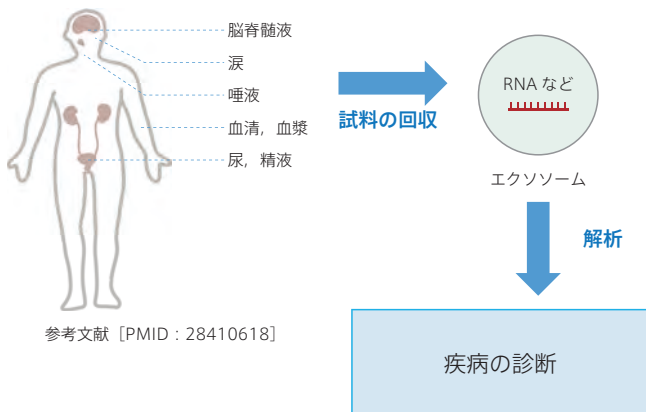 脳脊髄液
涙
唾液
血清，血漿
尿，精液
試料の回収
RNA など
エクソソーム
解析
参考文献［PMID：28410618］
疾病の診断